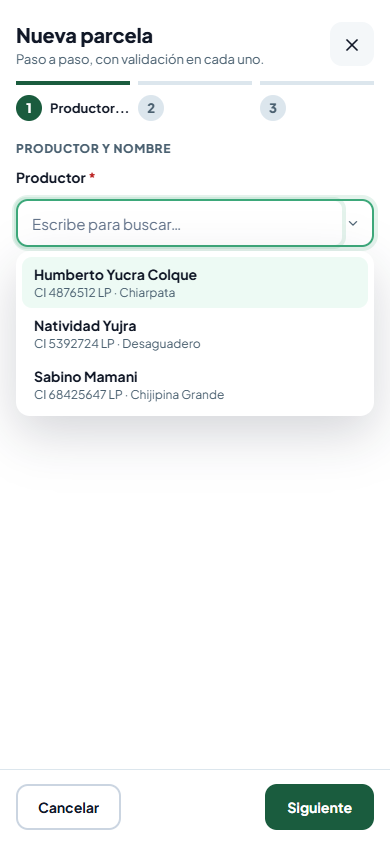 Nueva parcela
Paso a paso, con validación en cada lote.
1 Productor... 2 3
PRODUCTOR Y NOMBRE
Productor *
Escribe para buscar...
Humberto Yucra Colque
CI 4876512 LP · Chiarpata
Natividad Yujra
CI 5392724 LP · Desaguadero
Sabino Mamani
CI 68425647 LP · Chijipina Grande
Cancelar
Siguiente